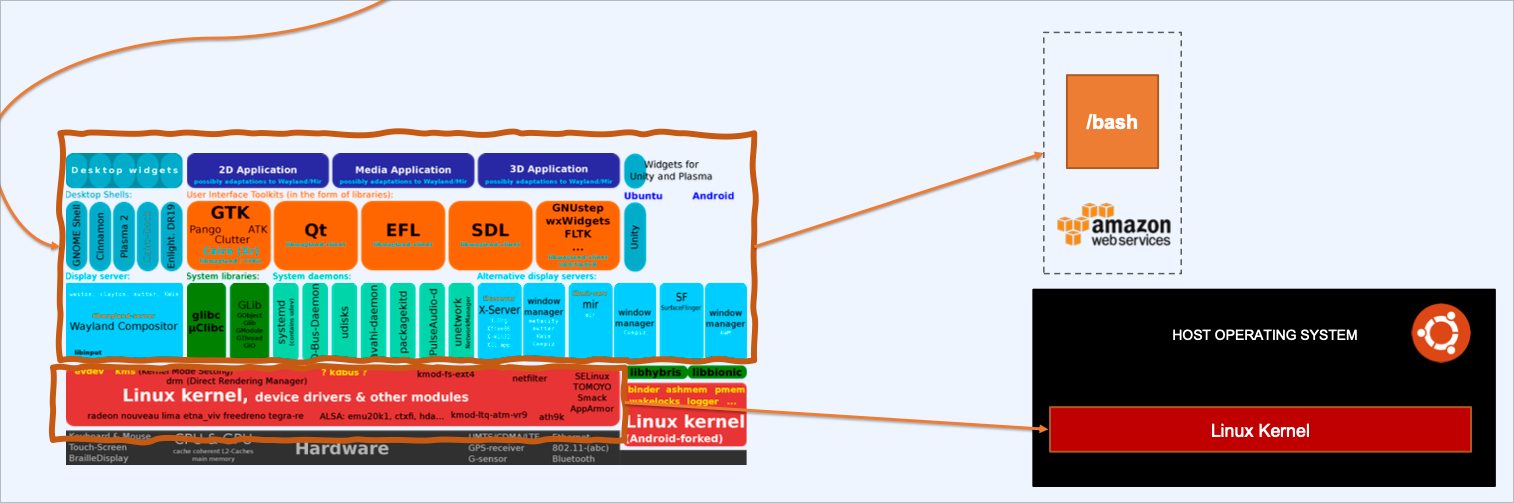 Desktop widgets
2D Application
possibly adaptations to Wayland/Mir
Media Application
possibly adaptations to Wayland/Mir
3D Application
possibly adaptations to Wayland/Mir
Widgets for
Unity and Plasma
Desktop Shells:
User Interface Toolkits (in the form of libraries):
Ubuntu
Android
GNOME Shell
Cinnamon
Plasma 2
Enlight. DR19
GTK
Pango
ATK
Clutter
Cairo (Xr)
Qt
EFL
SDL
GNUstep
wxWidgets
FLTK
...
Unity
Display server:
System libraries:
System daemons:
Alternative display servers:
Wayland Compositor
libinput
glibc
µClibc
GLib
GObject
Glib
GModule
GThread
GIO
systemd
(contains udev)
D-Bus-Daemon
udisks
avahi-daemon
packagekitd
PulseAudio-d
unetwork
NetworkManager
X-Server
window
manager
mir
window
manager
SF
SurfaceFlinger
window
manager
evdev
kms (Kernel Mode Setting)
? kdbus ?
kmod-fs-ext4
netfilter
SELinux
TOMOYO
Smack
AppArmor
drm (Direct Rendering Manager)
Linux kernel, device drivers & other modules
radeon nouveau lima etna_viv freedreno tegra-re
ALSA: emu20k1, ctxfi, hda...
kmod-ltq-atm-vr9
ath9k
libhybris
libbionic
binder ashmem pmem
wakelocks logger ...
Linux kernel
(Android-forked)
Keyboard & Mouse
Touch-Screen
BrailleDisplay
CPU & GPU
cache coherent L2-Caches
main memory
Hardware
UMTS/CDMA/LTE
GPS-receiver
G-sensor
Ethernet
802.11-(abc)
Bluetooth
/bash
amazon
web services
HOST OPERATING SYSTEM
Linux Kernel